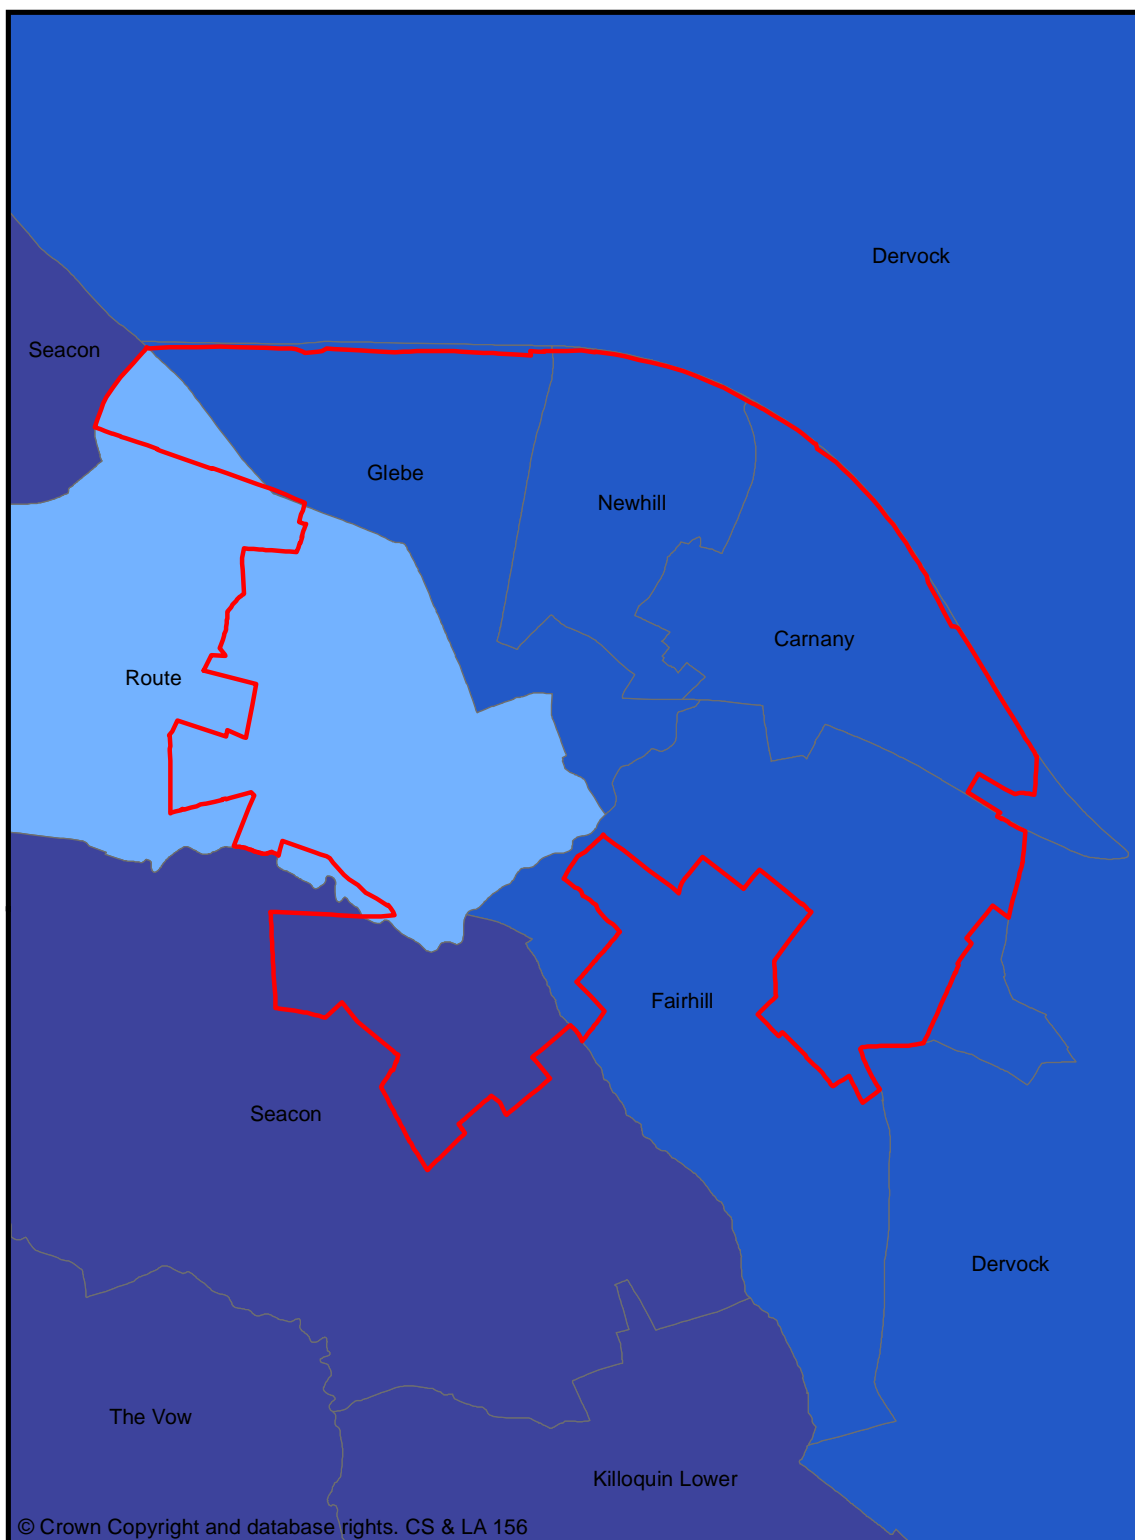 Dervock
Seacon
Glebe
Newhill
Carnany
Route
Fairhill
Seacon
Dervock
The Vow
Killoquin Lower
© Crown Copyright and database rights. CS & LA 156